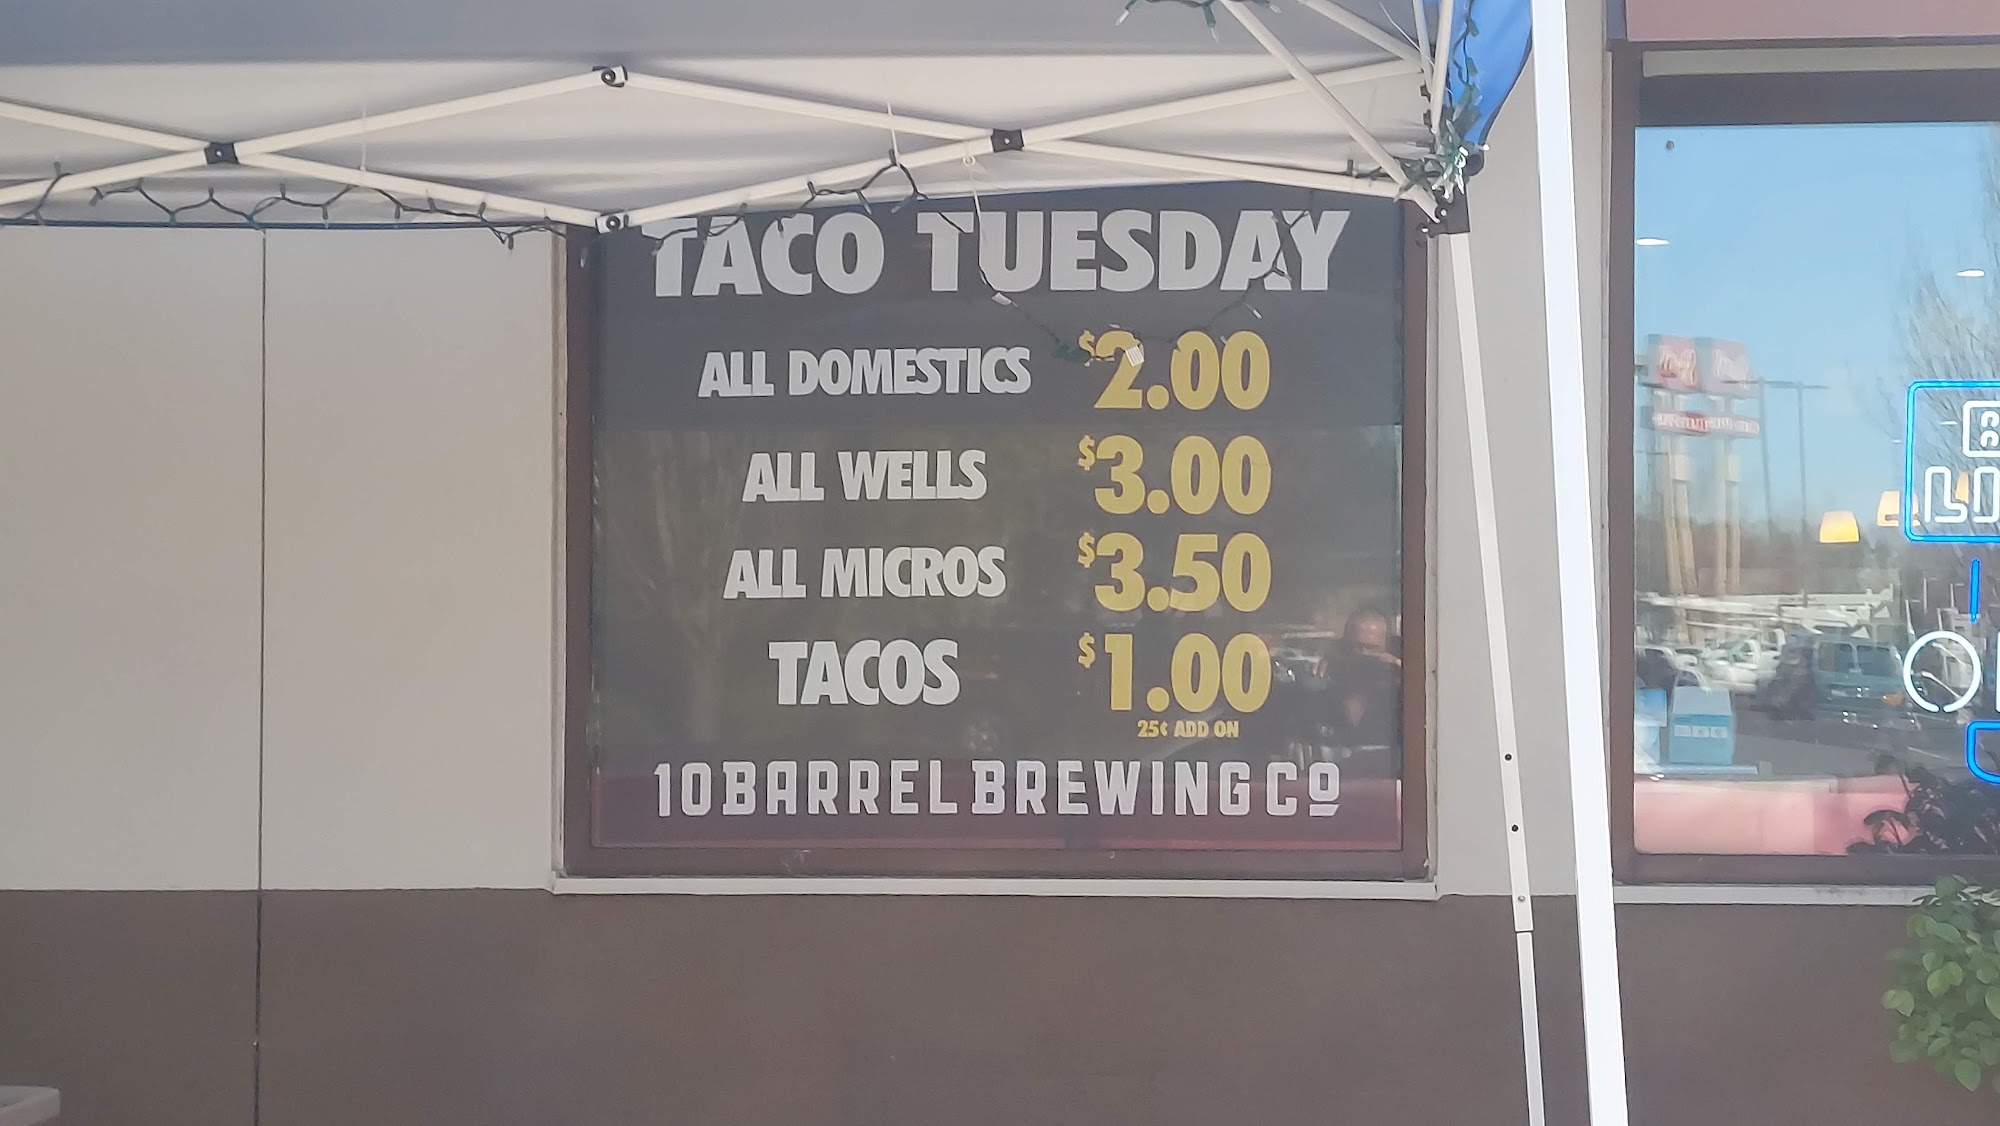 TACO TUESDAY
ALL DOMESTICS $2.00
ALL WELLS $3.00
ALL MICROS $3.50
TACOS $1.00
25¢ ADD ON
10 BARREL BREWING CO